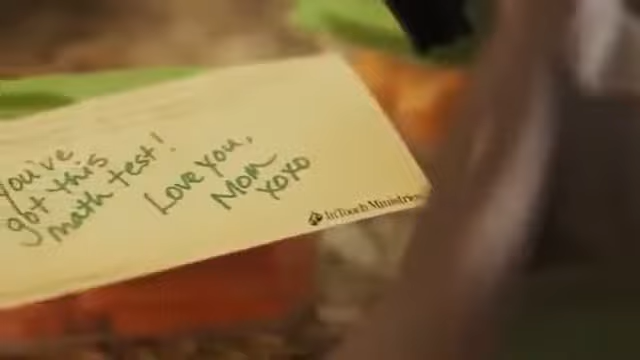 you've
got this
math test!
Love you,
Mom
xoxo
InTouch Ministries